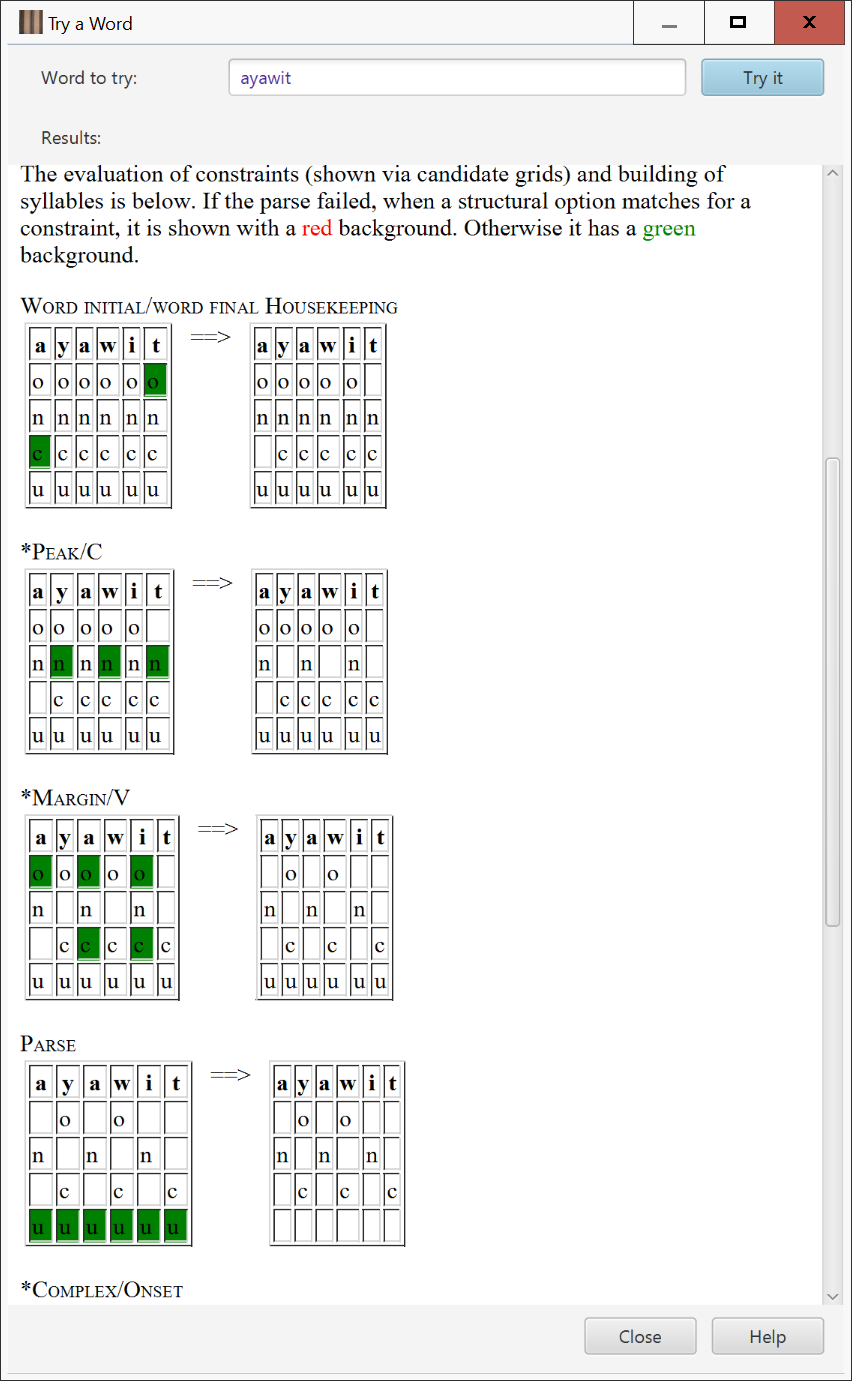 Try a Word
Word to try: ayawit Try it
Results:
The evaluation of constraints (shown via candidate grids) and building of
syllables is below. If the parse failed, when a structural option matches for a
constraint, it is shown with a red background. Otherwise it has a green
background.
WORD INITIAL/WORD FINAL HOUSEKEEPING
a y a w i t ==> a y a w i t
o o o o o o o o o o o
n n n n n n n n n n n n
c c c c c c c c c c c
u u u u u u u u u u u u
*PEAK/C
a y a w i t ==> a y a w i t
o o o o o o o o o o
n n n n n n n n n
c c c c c c c c c c
u u u u u u u u u u u u
*MARGIN/V
a y a w i t ==> a y a w i t
o o o o o o o
n n n n n n
c c c c c c c c
u u u u u u u u u u u u
PARSE
a y a w i t ==> a y a w i t
o o o o
n n n n n n
c c c c c c
u u u u u u
*COMPLEX/ONSET
Close Help